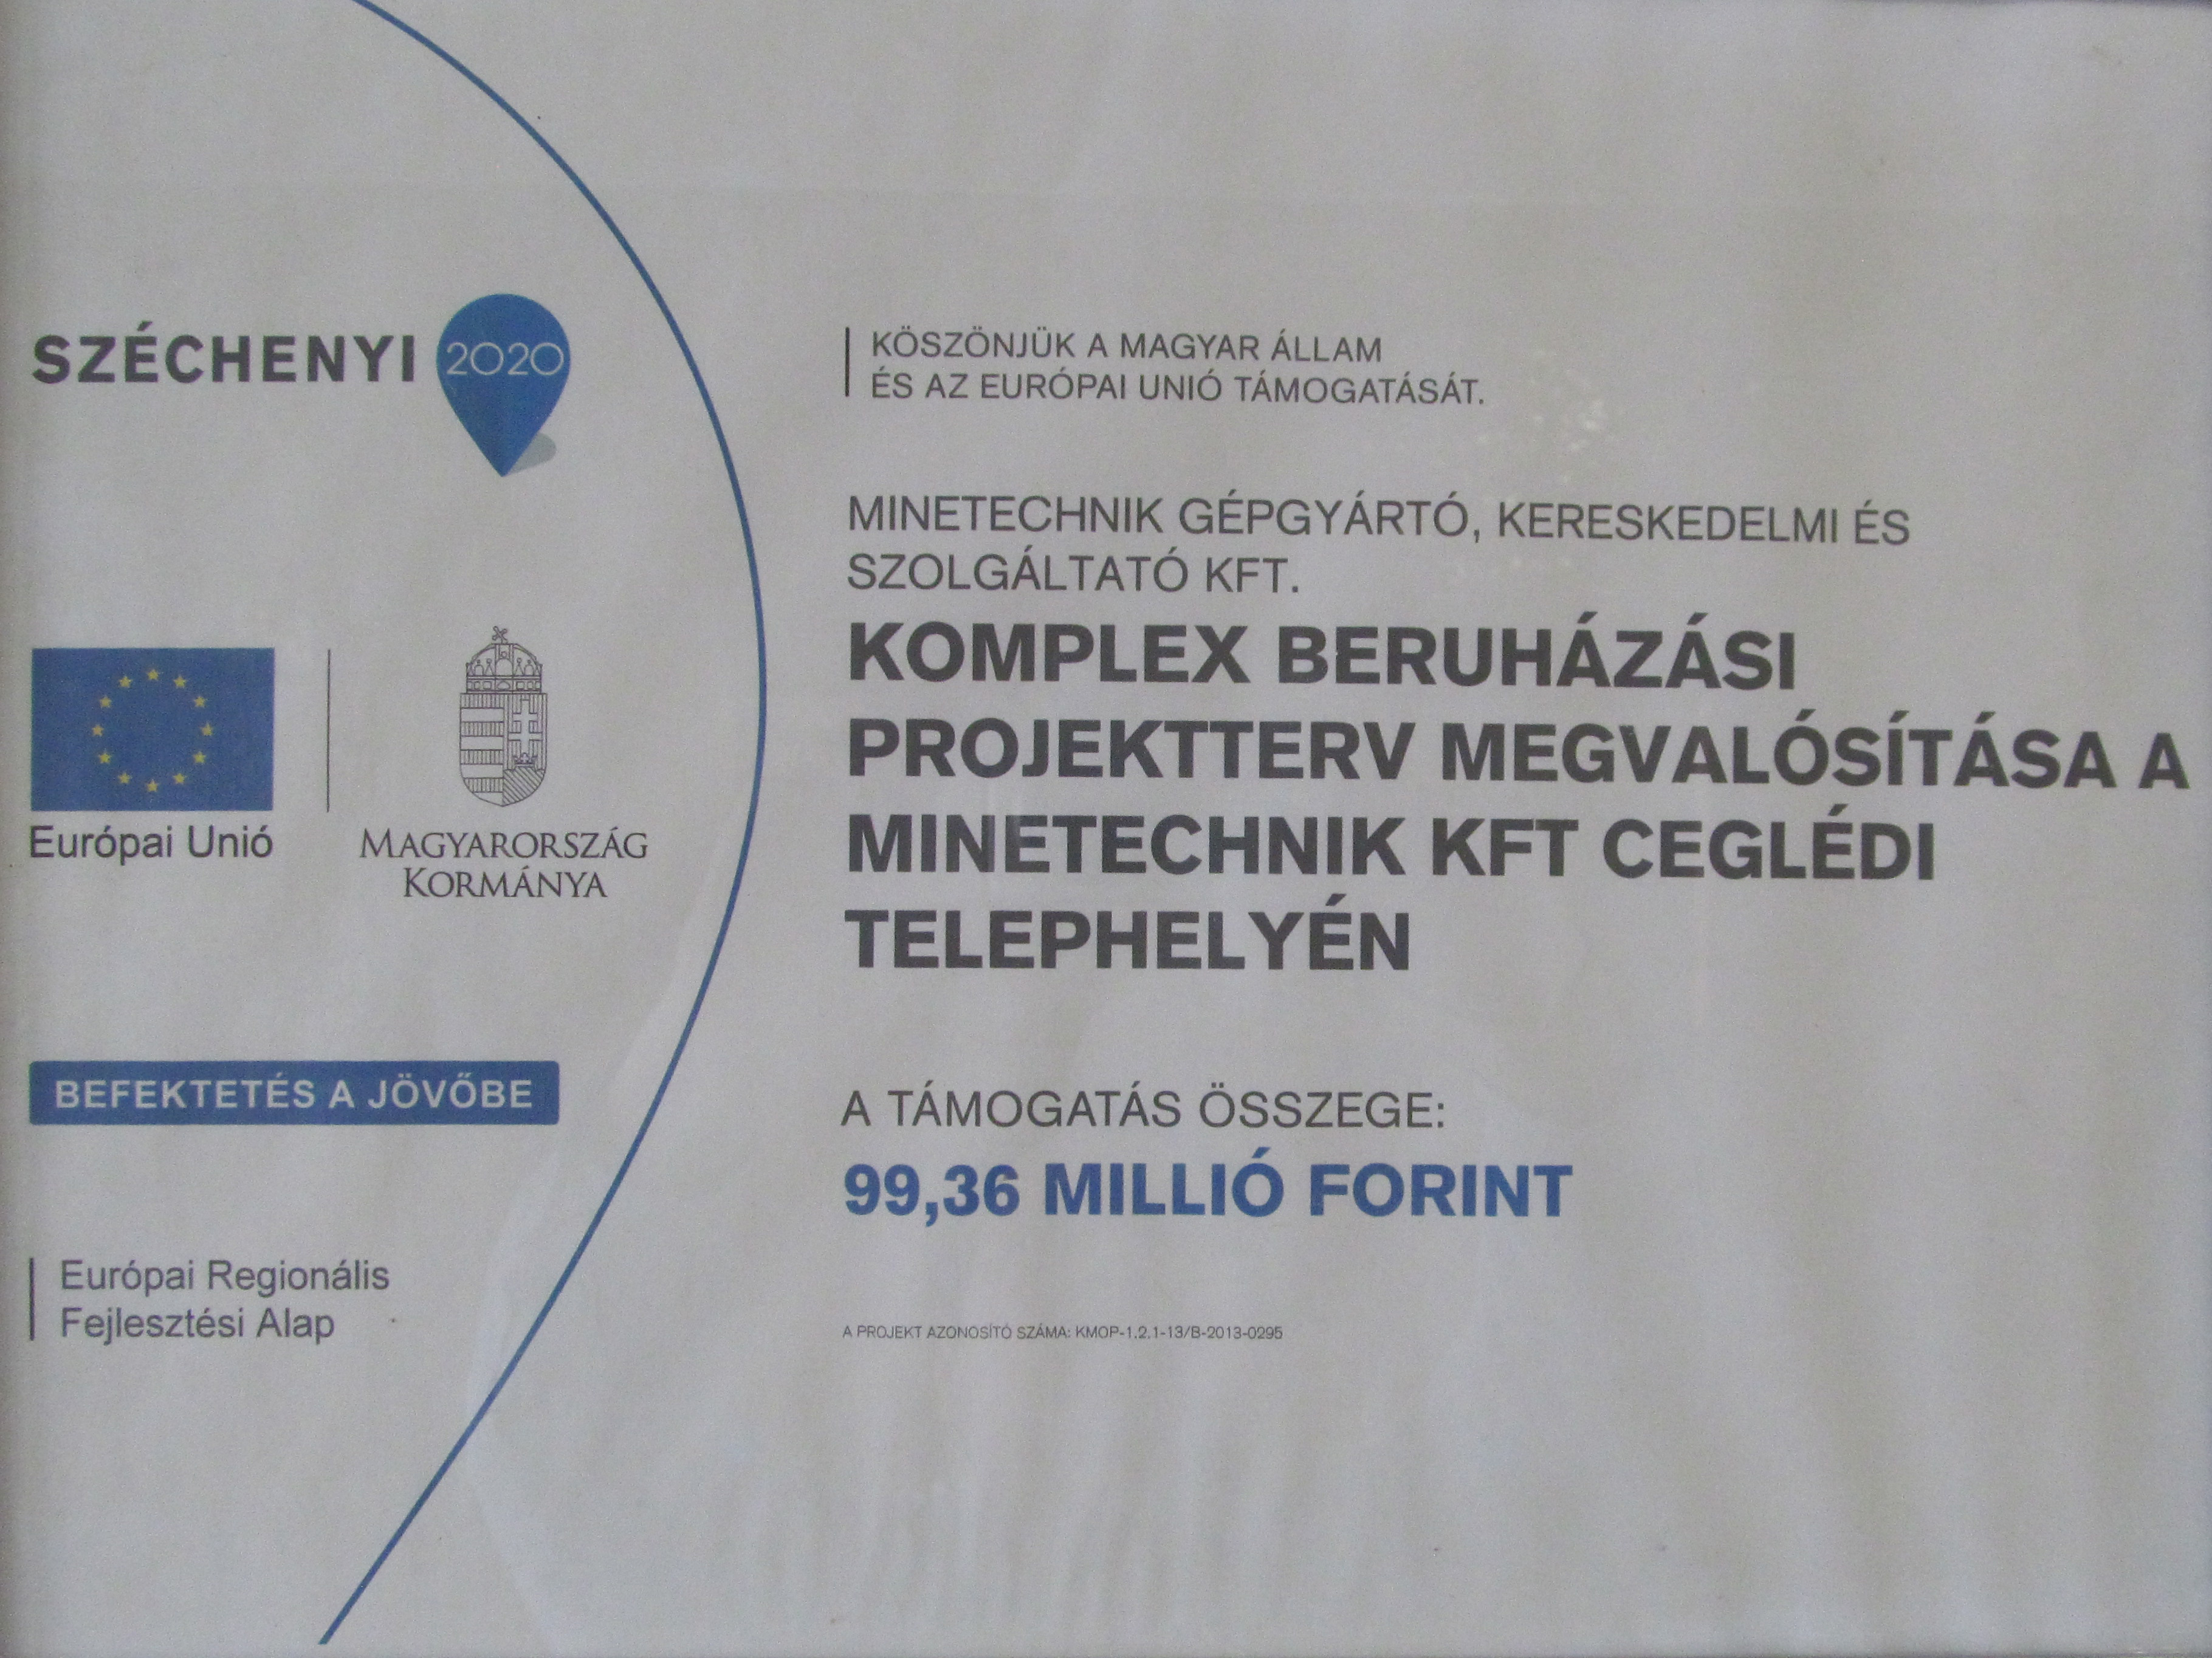 SZÉCHENYI 2020
Európai Unió
MAGYARORSZÁG
KORMÁNYA
BEFEKTETÉS A JÖVŐBE
Európai Regionális
Fejlesztési Alap
KÖSZÖNJÜK A MAGYAR ÁLLAM
ÉS AZ EURÓPAI UNIÓ TÁMOGATÁSÁT.
MINETECHNIK GÉPGYÁRTÓ, KERESKEDELMI ÉS
SZOLGÁLTATÓ KFT.
KOMPLEX BERUHÁZÁSI
PROJEKTTERV MEGVALÓSÍTÁSA A
MINETECHNIK KFT CEGLÉDI
TELEPHELYÉN
A TÁMOGATÁS ÖSSZEGE:
99,36 MILLIÓ FORINT
A PROJEKT AZONOSÍTÓ SZÁMA: KMOP-1.2.1-13/B-2013-0295